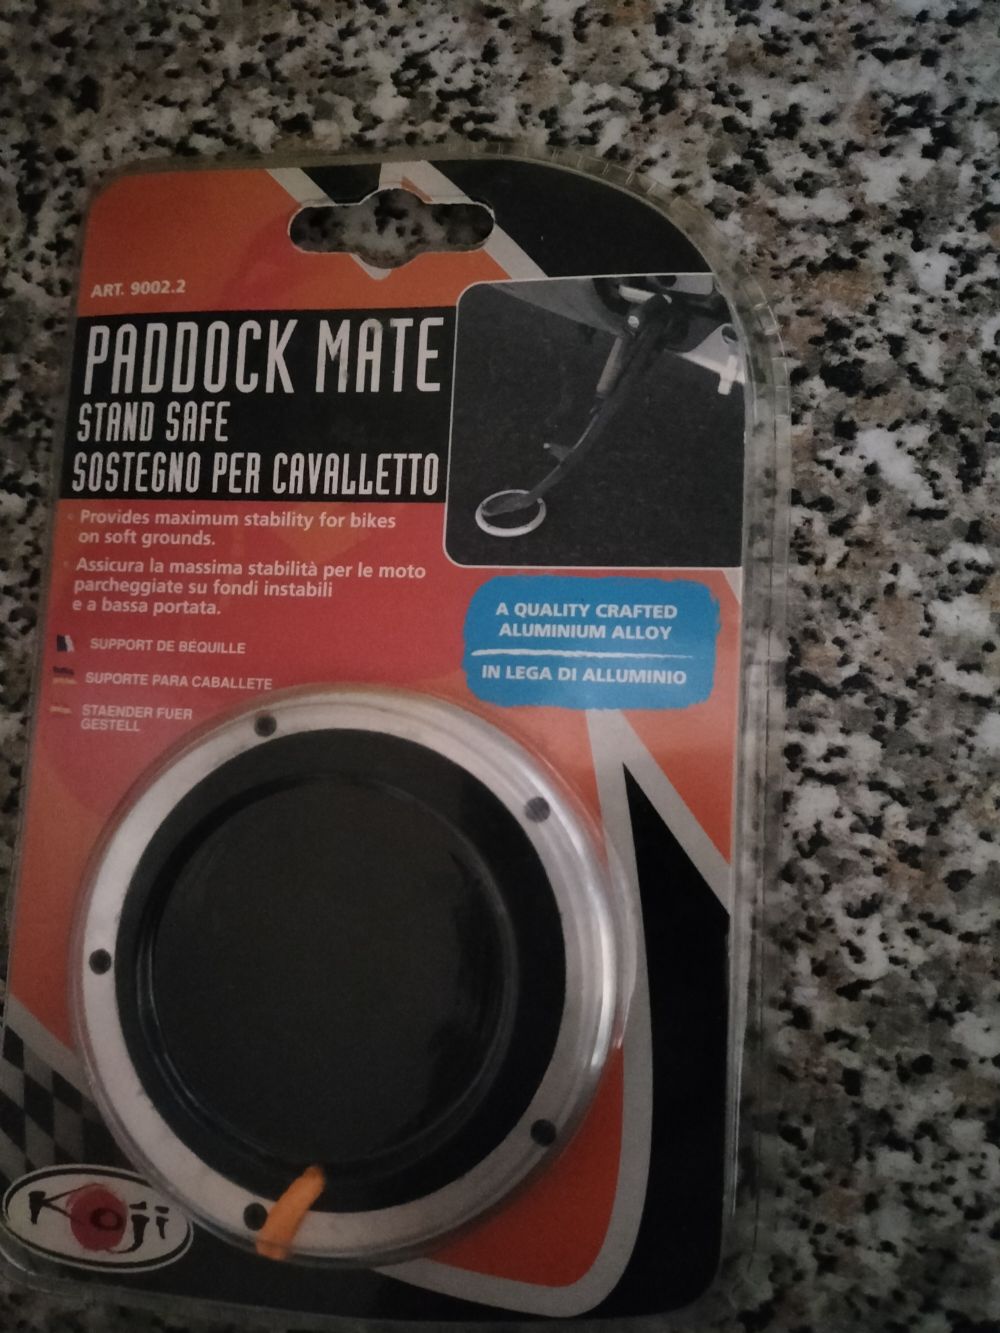 ART. 9002.2
PADDOCK MATE
STAND SAFE
SOSTEGNO PER CAVALLETTO
Provides maximum stability for bikes
on soft grounds.
Assicura la massima stabilità per le moto
parcheggiate su fondi instabili
e a bassa portata.
SUPPORT DE BÉQUILLE
SUPORTE PARA CABALLETE
STAENDER FUER
GESTELL
A QUALITY CRAFTED
ALUMINIUM ALLOY
IN LEGA DI ALLUMINIO
Koji